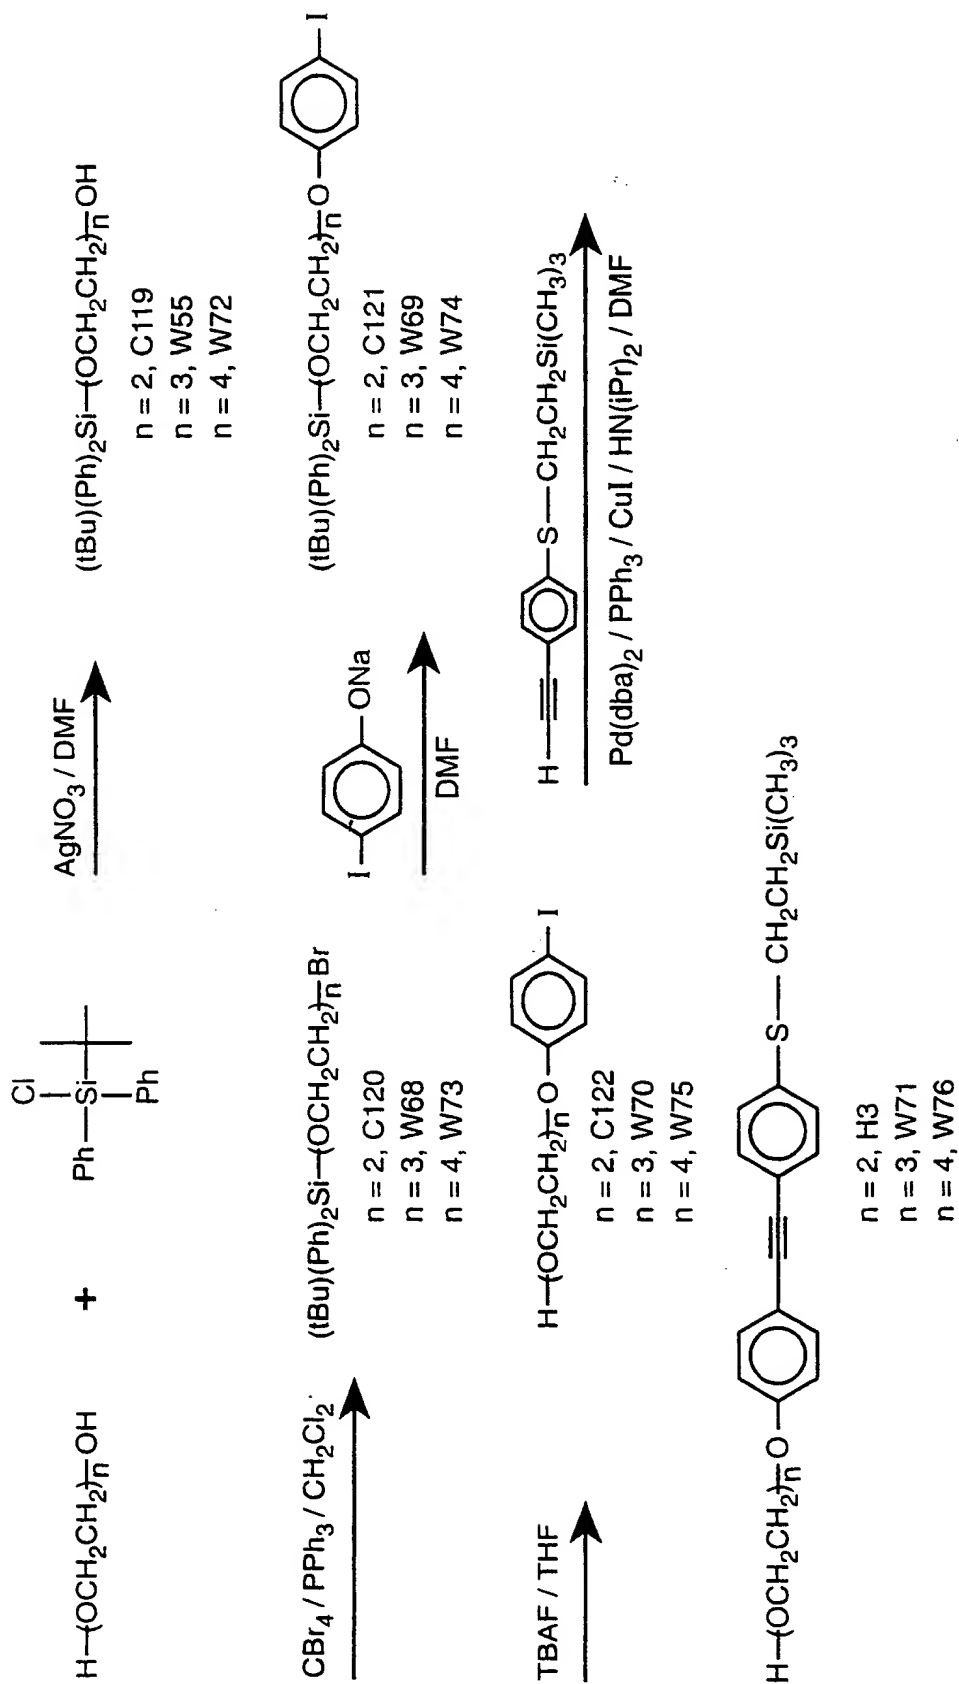 H-(OCH2CH2)n-OH
+
Cl
Ph-Si
Ph
AgNO3 / DMF
(tBu)(Ph)2Si-(OCH2CH2)n-OH
n = 2, C119
n = 3, W55
n = 4, W72
CBr4 / PPh3 / CH2Cl2
(tBu)(Ph)2Si-(OCH2CH2)n-Br
n = 2, C120
n = 3, W68
n = 4, W73
I ONa
DMF
(tBu)(Ph)2Si-(OCH2CH2)n-O I
n = 2, C121
n = 3, W69
n = 4, W74
TBAF / THF
H-(OCH2CH2)n-O I
n = 2, C122
n = 3, W70
n = 4, W75
H S-CH2CH2Si(CH3)3
Pd(dba)2 / PPh3 / CuI / HN(iPr)2 / DMF
H-(OCH2CH2)n-O S-CH2CH2Si(CH3)3
n = 2, H3
n = 3, W71
n = 4, W76